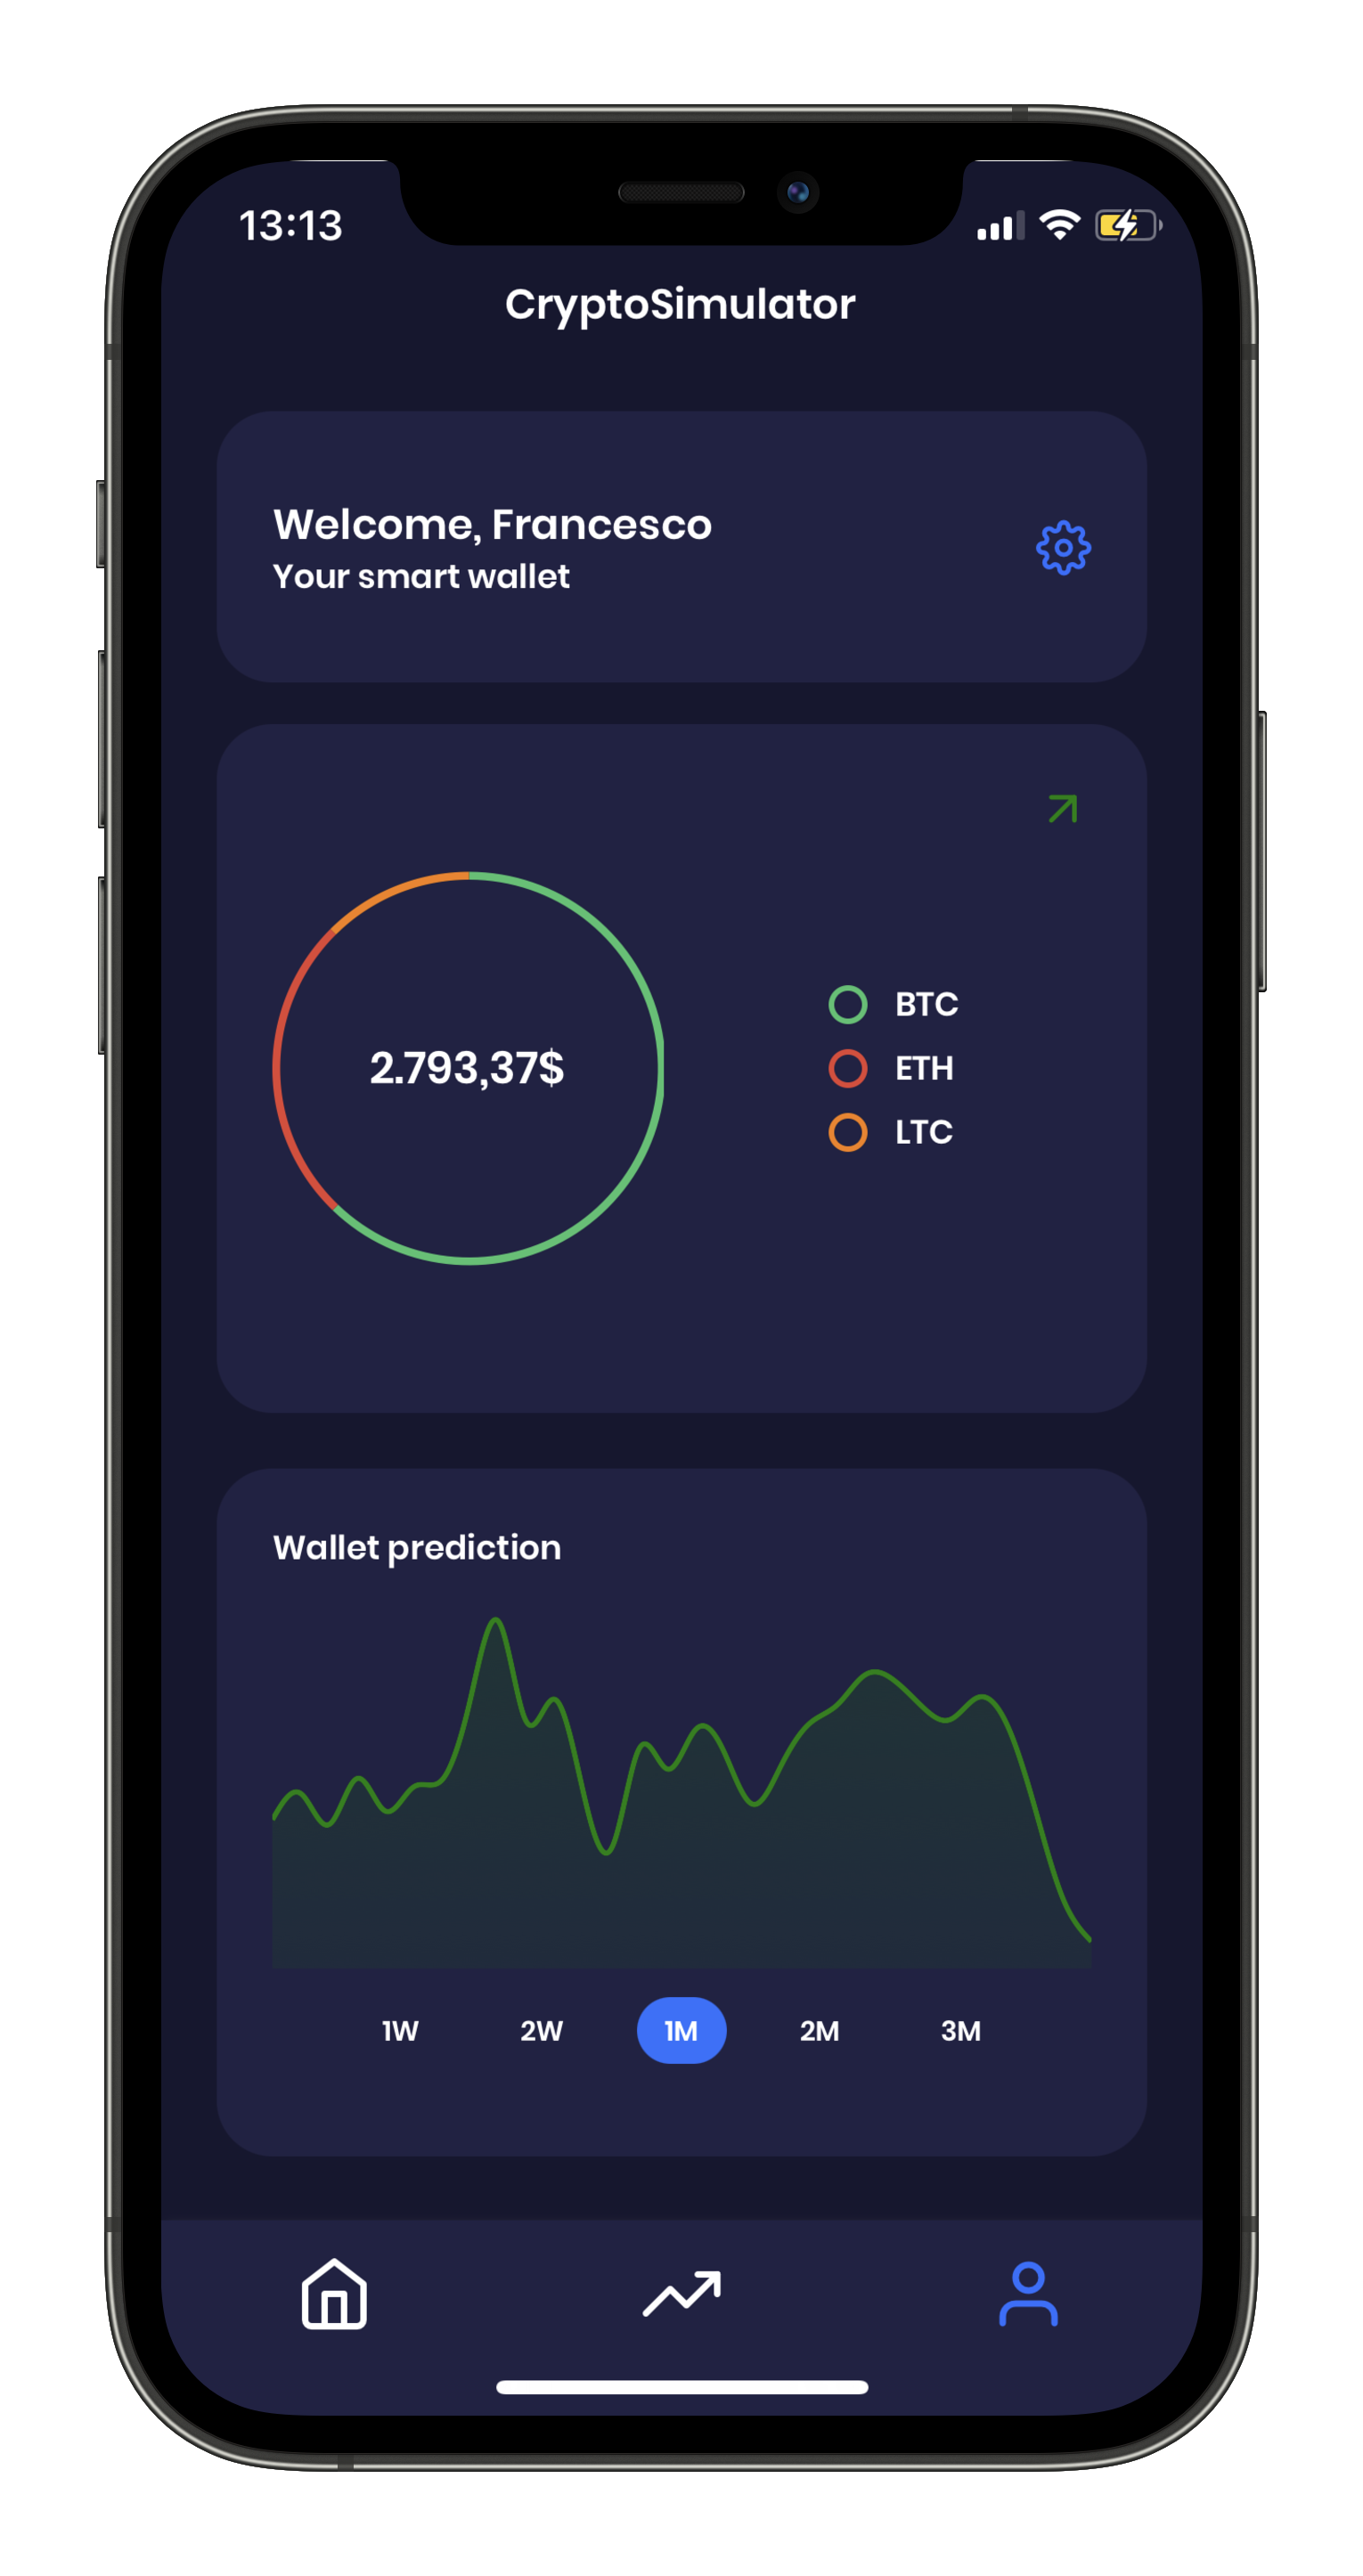 13:13
CryptoSimulator
Welcome, Francesco
Your smart wallet
2.793,37$
BTC
ETH
LTC
Wallet prediction
1W 2W 1M 2M 3M